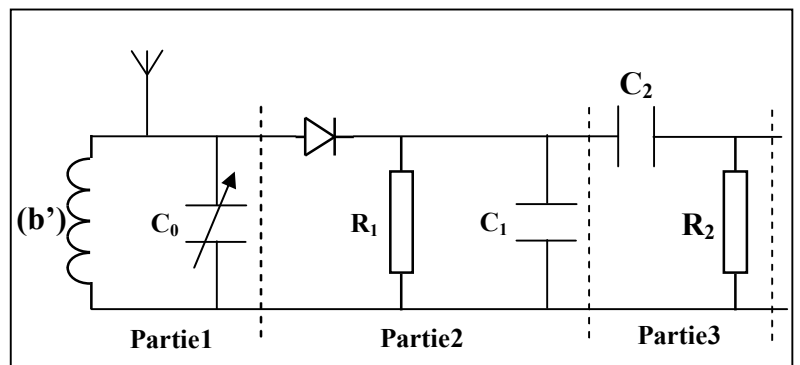 C₂
(b’)
C₀
R₁
C₁
R₂
Partie1
Partie2
Partie3